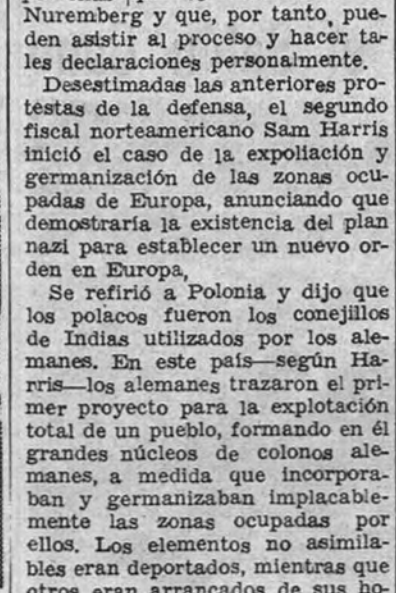 Nuremberg y que, por tanto, pue-
den asistir al proceso y hacer ta-
les declaraciones personalmente.
Desestimadas las anteriores pro-
testas de la defensa, el segundo
fiscal norteamericano Sam Harris
inició el caso de la expoliación y
germanización de las zonas ocu-
padas de Europa, anunciando que
demostraría la existencia del plan
nazi para establecer un nuevo or-
den en Europa,
Se refirió a Polonia y dijo que
los polacos fueron los conejillos
de Indias utilizados por los ale-
manes. En este país—según Ha-
rris—los alemanes trazaron el pri-
mer proyecto para la explotación
total de un pueblo, formando en él
grandes núcleos de colonos ale-
manes, a medida que incorpora-
ban y germanizaban implacable-
mente las zonas ocupadas por
ellos. Los elementos no asimila-
bles eran deportados, mientras que
otros eran arrancados de sus ho-